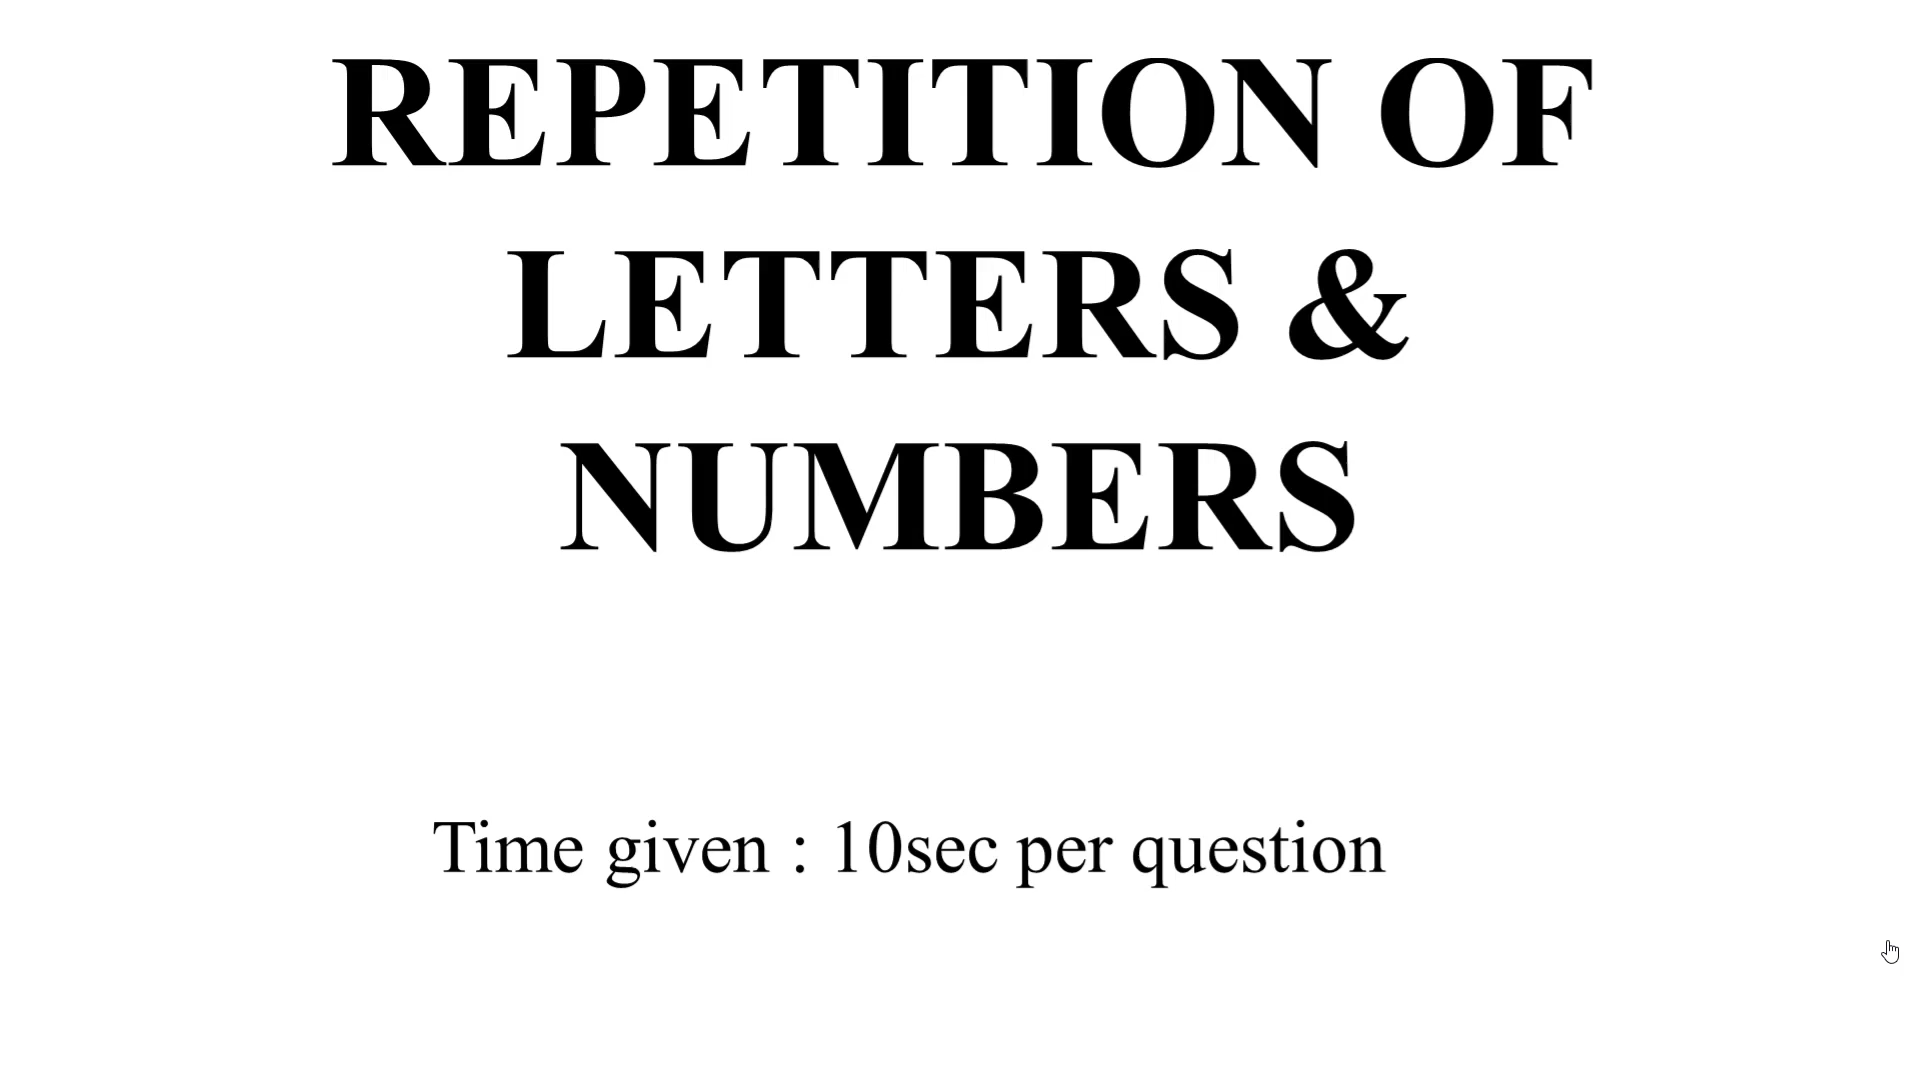 REPETITION OF
LETTERS &
NUMBERS
Time given : 10sec per question